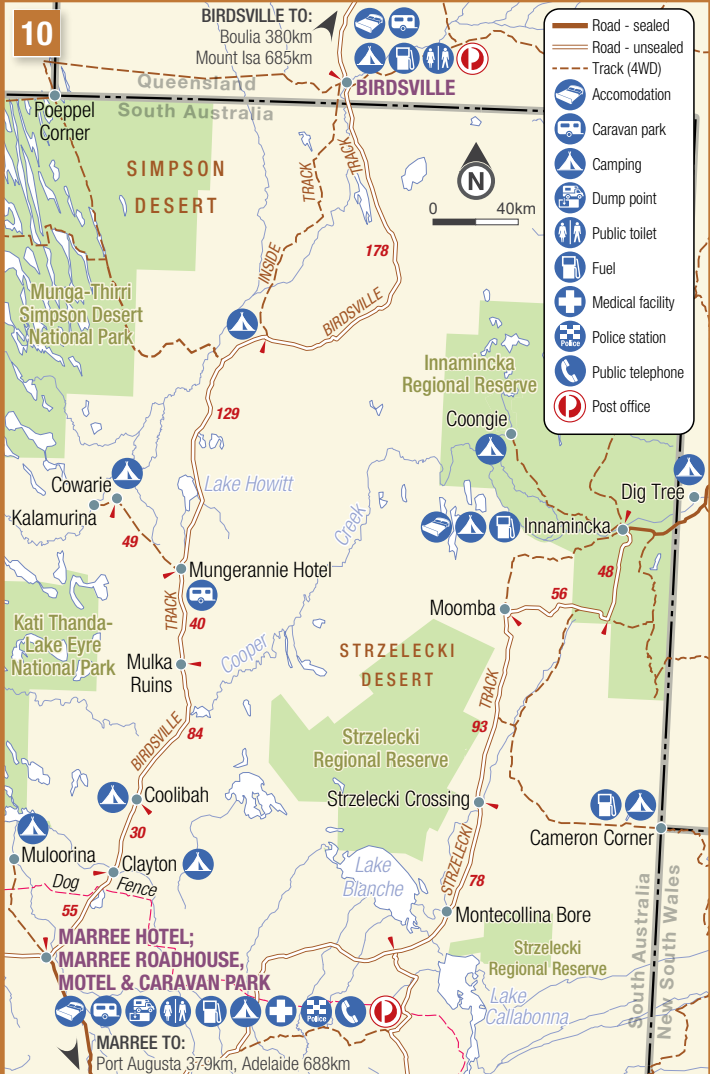 10
BIRDSVILLE TO:
Boulia 380km
Mount Isa 685km
BIRDSVILLE
Queensland
South Australia
Poeppel
Corner
SIMPSON
DESERT
TRACK
TRACK
INSIDE
BIRDSVILLE
178
N
0 40km
Road - sealed
Road - unsealed
Track (4WD)
Accomodation
Caravan park
Camping
Dump point
Public toilet
Fuel
Medical facility
Police
Police station
Public telephone
Post office
Munga-Thirri
Simpson Desert
National Park
129
Innamincka
Regional Reserve
Coongie
Dig Tree
Innamincka
Cowarie
Kalamurina
49
Lake Howitt
Creek
Cooper
Mungerannie Hotel
TRACK
40
Mulka
Ruins
Kati Thanda-
Lake Eyre
National Park
48
56
Moomba
STRZELECKI
DESERT
TRACK
93
84
BIRDSVILLE
Strzelecki
Regional Reserve
Coolibah
30
Strzelecki Crossing
Cameron Corner
Muloorina
Clayton
Dog Fence
55
Lake
Blanche
STRZELECKI
78
Montecollina Bore
Strzelecki
Regional Reserve
Lake
Callabonna
South Australia
New South Wales
MARREE HOTEL;
MARREE ROADHOUSE,
MOTEL & CARAVAN PARK
Police
MARREE TO:
Port Augusta 379km, Adelaide 688km